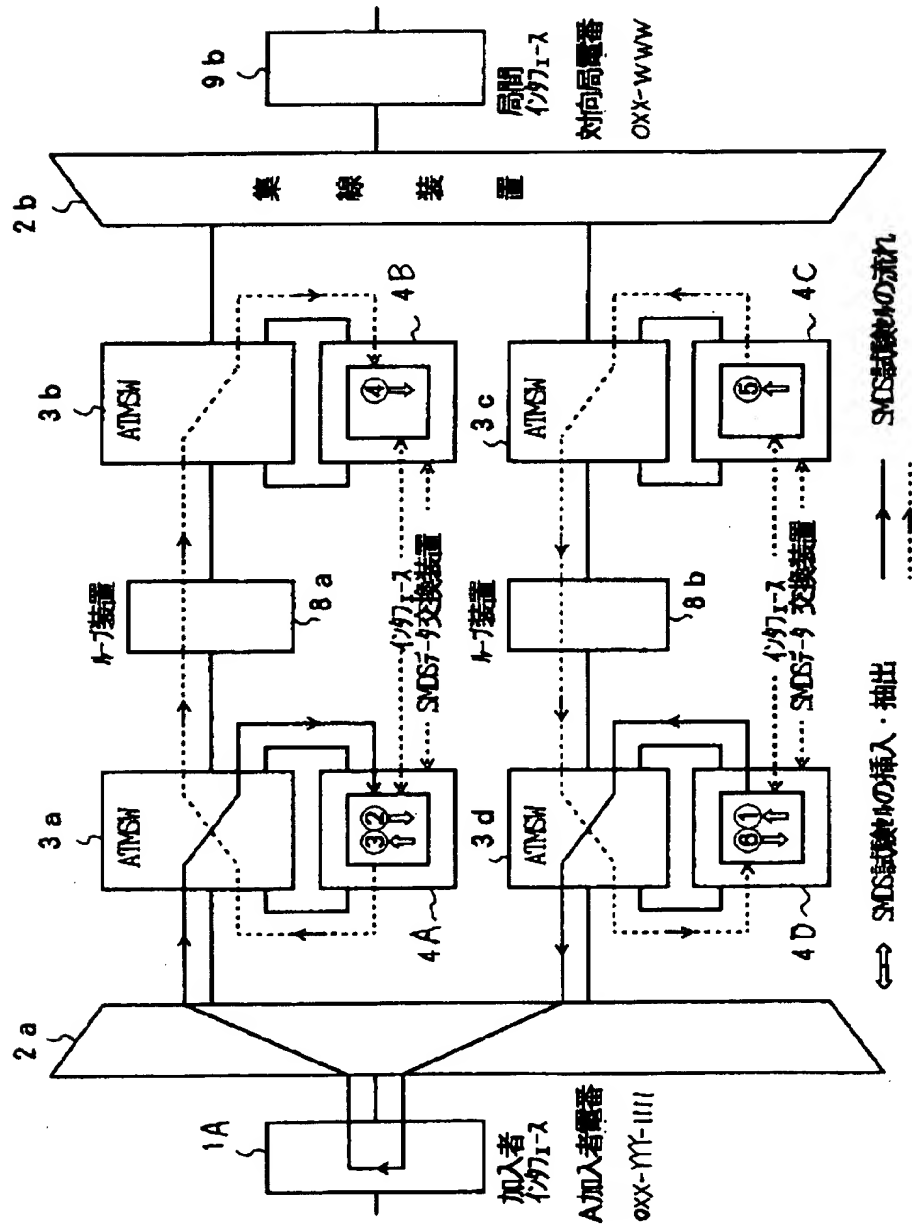 1A
加入者
インタフェース
A加入者電番
0XX-YYY-1111
2a
3a
ATMSW
③②
4A
ループ装置
8a
インタフェース
SMDSデータ交換装置
3b
ATMSW
④
4B
3d
ATMSW
⑥①
4D
ループ装置
8b
インタフェース
SMDSデータ交換装置
3c
ATMSW
⑤
4C
2b
集線装置
9b
局間
インタフェース
対向局電番
0XX-WWW
SMDS試験セルの挿入・抽出
SMDS試験セルの流れ